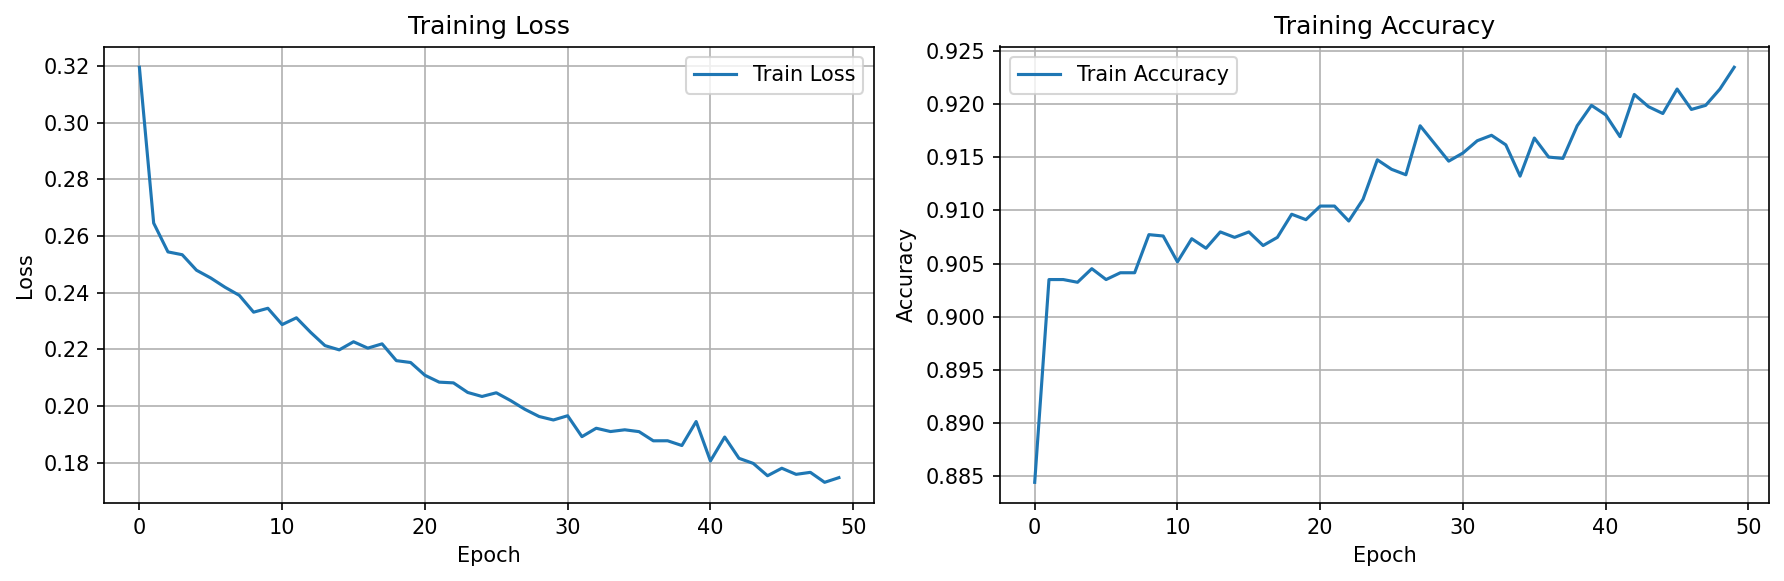 Training Loss
Train Loss
0.32
0.30
0.28
0.26
0.24
0.22
0.20
0.18
Loss
0 10 20 30 40 50
Epoch
Training Accuracy
Train Accuracy
0.925
0.920
0.915
0.910
0.905
0.900
0.895
0.890
0.885
Accuracy
0 10 20 30 40 50
Epoch